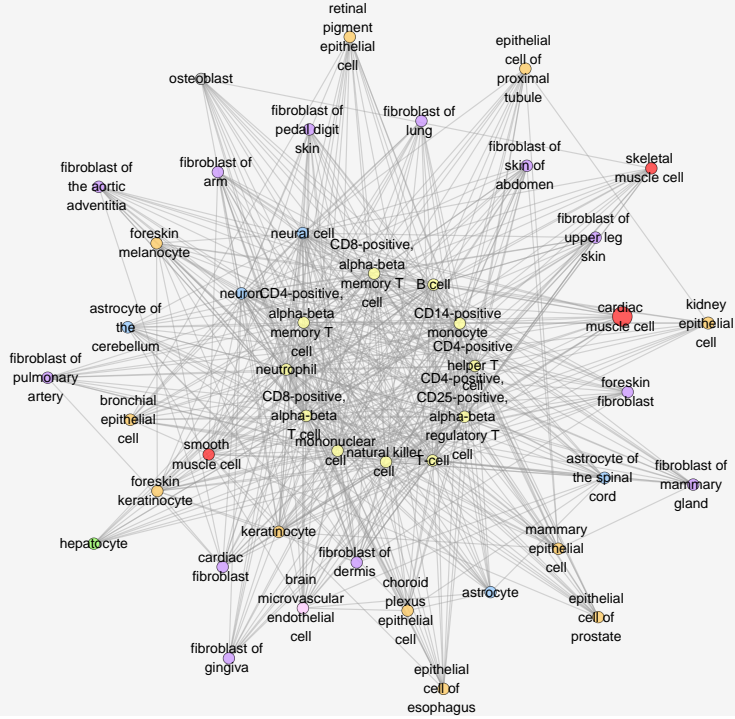 retinal
pigment
epithelial
cell
epithelial
cell of
proximal
tubule
osteoblast
fibroblast of
pedal digit
skin
fibroblast of
lung
fibroblast of
the aortic
adventitia
fibroblast of
arm
fibroblast of
skin of
abdomen
skeletal
muscle cell
foreskin
melanocyte
neural cell
CD8-positive,
alpha-beta
memory T
cell
B cell
fibroblast of
upper leg
skin
neuron
CD4-positive,
alpha-beta
memory T
cell
CD14-positive
monocyte
cardiac
muscle cell
kidney
epithelial
cell
astrocyte of
the
cerebellum
CD4-positive
helper T
cell
fibroblast of
pulmonary
artery
neutrophil
CD4-positive,
CD25-positive,
alpha-beta
regulatory T
cell
foreskin
fibroblast
bronchial
epithelial
cell
CD8-positive,
alpha-beta
T cell
smooth
muscle cell
mononuclear
cell
natural killer
cell
T-cell
astrocyte of
the spinal
cord
fibroblast of
mammary
gland
foreskin
keratinocyte
hepatocyte
keratinocyte
cardiac
fibroblast
fibroblast of
dermis
mammary
epithelial
cell
brain
microvascular
endothelial
cell
choroid
plexus
epithelial
cell
astrocyte
epithelial
cell of
prostate
fibroblast of
gingiva
epithelial
cell of
esophagus